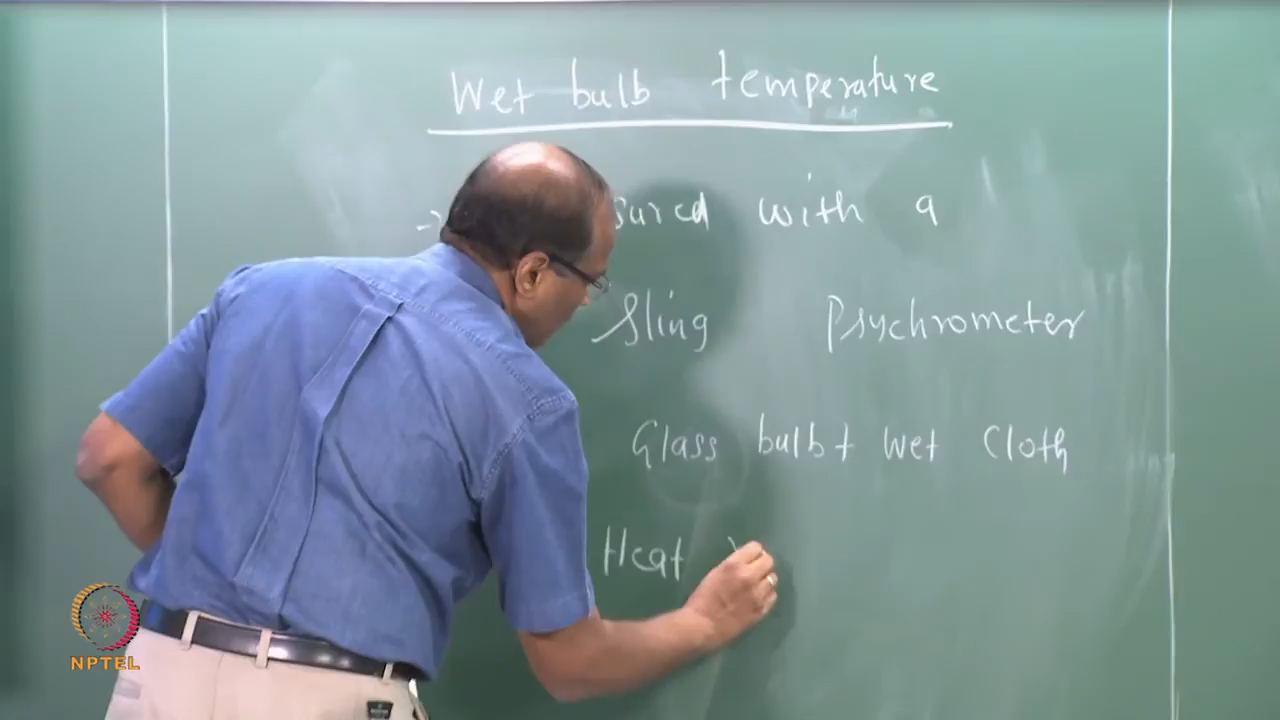 Wet bulb temperature
sured with a
Sling Psychrometer
Glass bulb + wet cloth
Heat
NPTEL